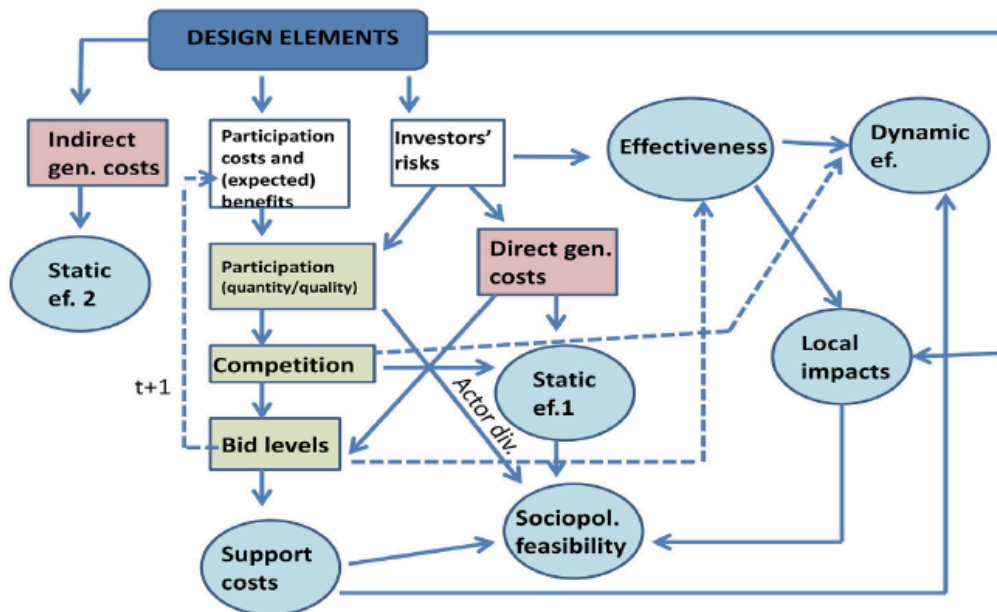 DESIGN ELEMENTS
Indirect
gen. costs
Participation
costs and
(expected)
benefits
Investors'
risks
Effectiveness
Dynamic
ef.
Static
ef. 2
Participation
(quantity/quality)
Direct gen.
costs
Competition
Static
ef.1
Local
impacts
t+1
Actor div.
Bid levels
Support
costs
Sociopol.
feasibility